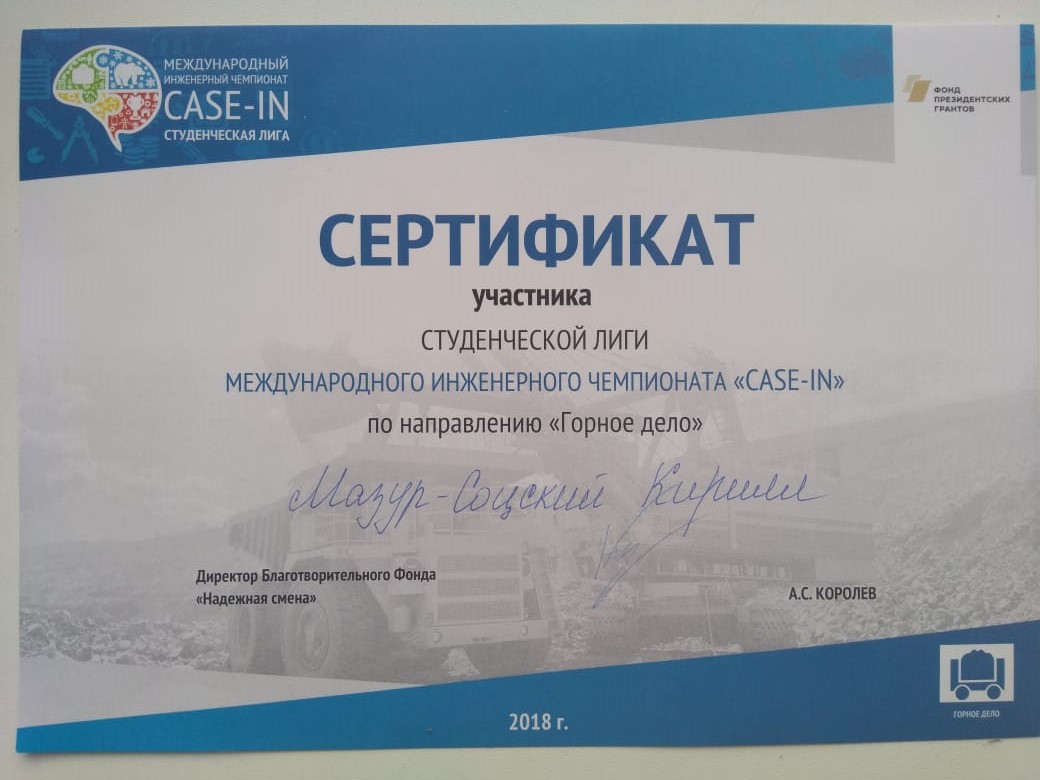 МЕЖДУНАРОДНЫЙ
ИНЖЕНЕРНЫЙ ЧЕМПИОНАТ
CASE-IN
СТУДЕНЧЕСКАЯ ЛИГА
ФОНД
ПРЕЗИДЕНТСКИХ
ГРАНТОВ
СЕРТИФИКАТ
участника
СТУДЕНЧЕСКОЙ ЛИГИ
МЕЖДУНАРОДНОГО ИНЖЕНЕРНОГО ЧЕМПИОНАТА «CASE-IN»
по направлению «Горное дело»
Мазур-Соцский Кирилл
Директор Благотворительного Фонда
«Надежная смена»
А.С. КОРОЛЕВ
ГОРНОЕ ДЕЛО
2018 г.